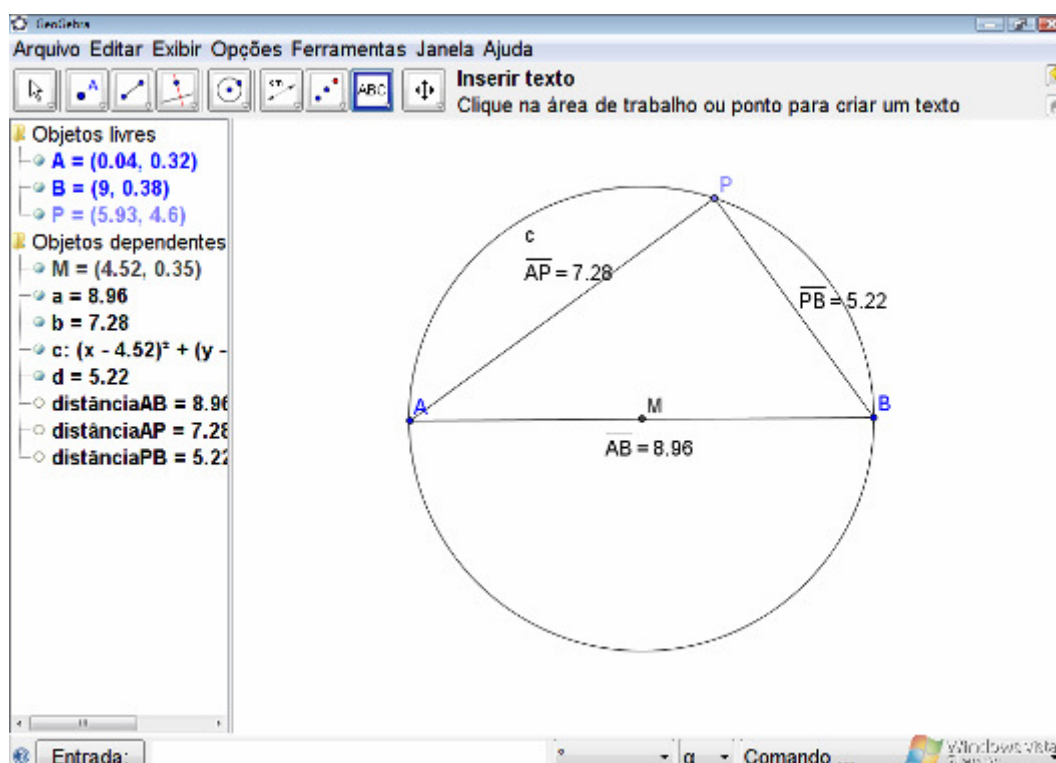 GeoGebra
Arquivo Editar Exibir Opções Ferramentas Janela Ajuda
A
ABC
Inserir texto
Clique na área de trabalho ou ponto para criar um texto
Objetos livres
A = (0.04, 0.32)
B = (9, 0.38)
P = (5.93, 4.6)
Objetos dependentes
M = (4.52, 0.35)
a = 8.96
b = 7.28
c: (x - 4.52)² + (y -
d = 5.22
distânciaAB = 8.96
distânciaAP = 7.28
distânciaPB = 5.22
P
c
AP = 7.28
PB = 5.22
A
M
B
AB = 8.96
Entrada:
° α Comando ...
Windows Vista